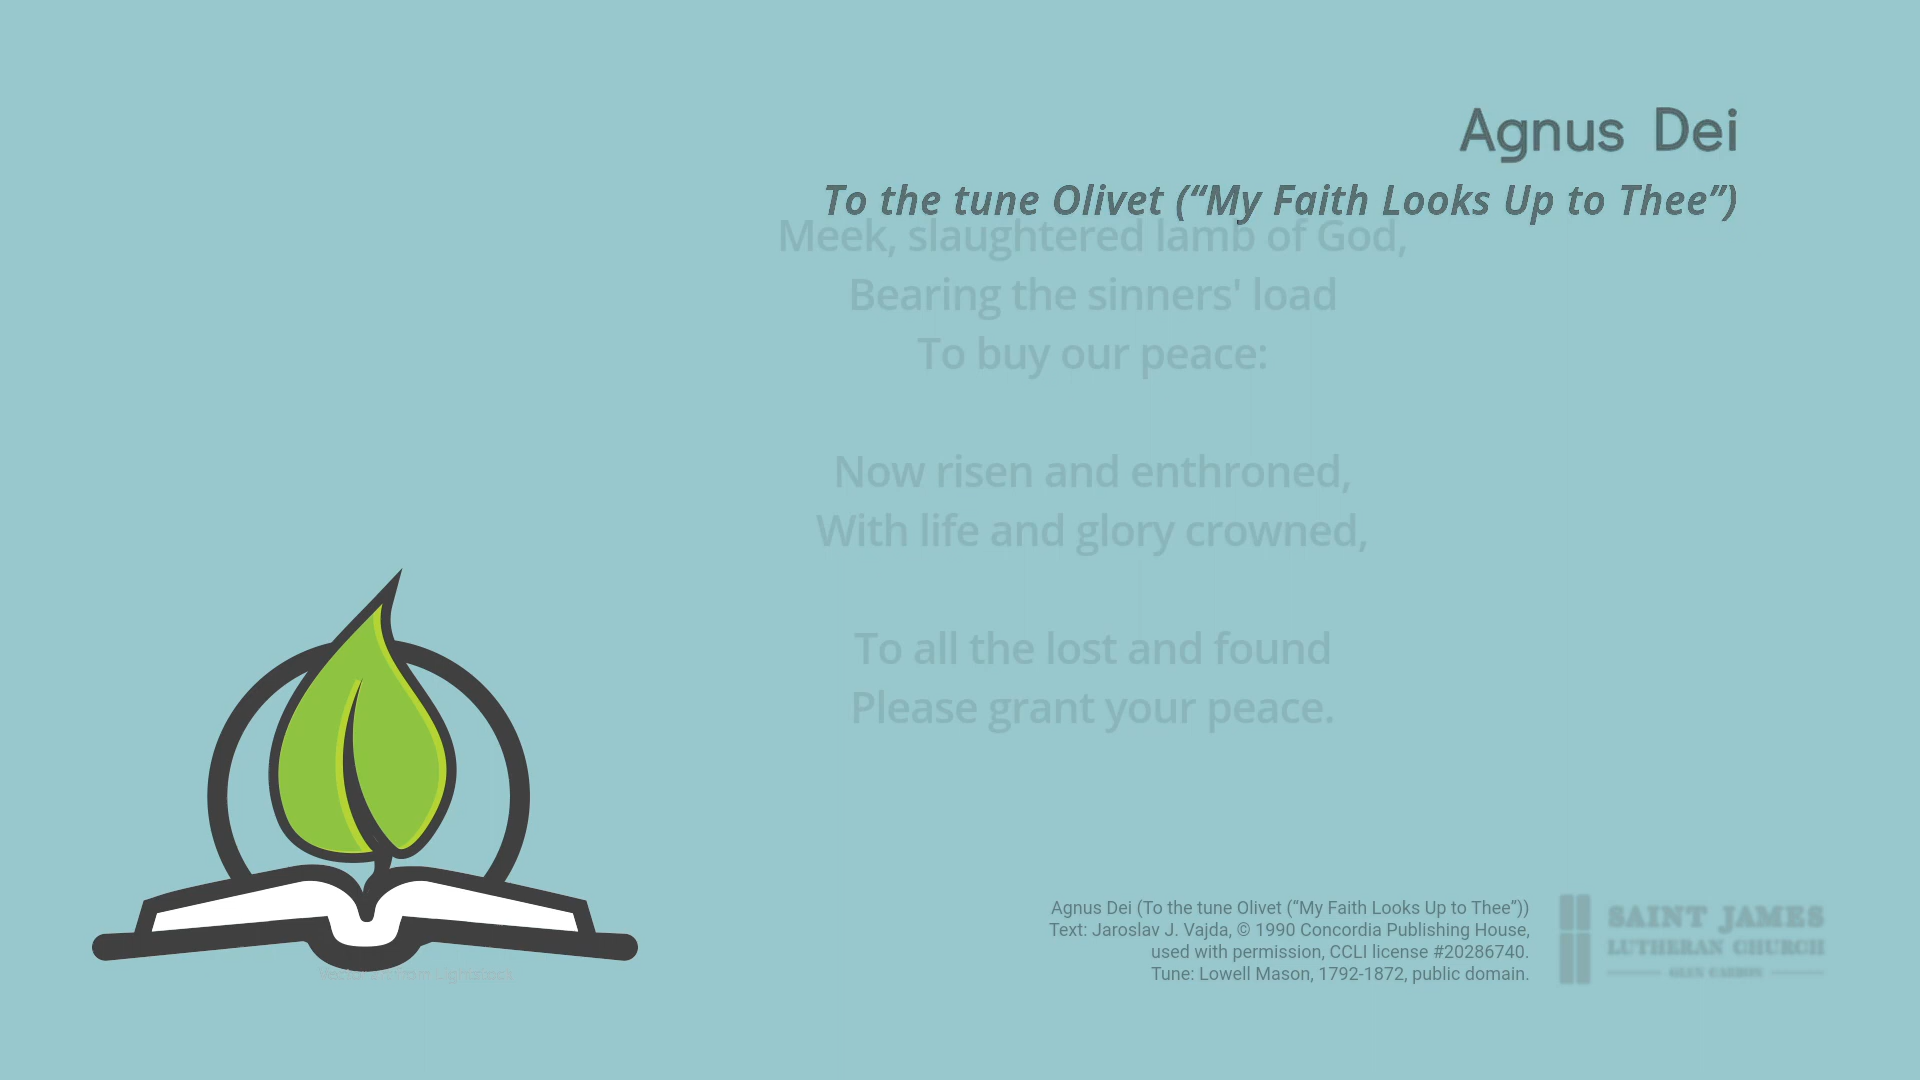 Agnus Dei
To the tune Olivet (“My Faith Looks Up to Thee”)
Meek, slaughtered lamb of God,
Bearing the sinners' load
To buy our peace:
Now risen and enthroned,
With life and glory crowned,
To all the lost and found
Please grant your peace.
Agnus Dei (To the tune Olivet (“My Faith Looks Up to Thee”))
Text: Jaroslav J. Vajda, © 1990 Concordia Publishing House,
used with permission, CCLI license #20286740.
Tune: Lowell Mason, 1792-1872, public domain.
SAINT JAMES
LUTHERAN CHURCH
GLEN CARBON